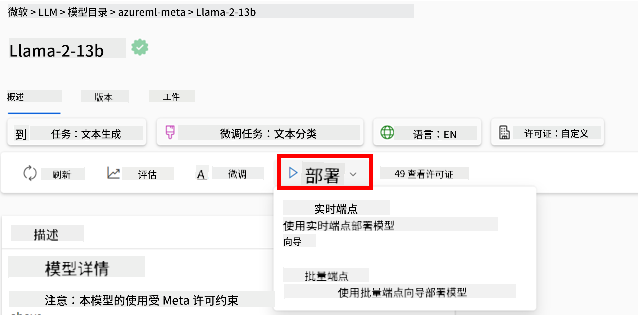 微软 > LLM > 模型目录 > azureml-meta > Llama-2-13b
Llama-2-13b
概述 版本 工件
到 任务：文本生成 微调任务：文本分类 语言：EN 许可证：自定义
刷新 评估 A 微调 部署 49 查看许可证
实时端点
使用实时端点部署模型
向导
批量端点
使用批量端点向导部署模型
描述
模型详情
注意：本模型的使用受 Meta 许可约束